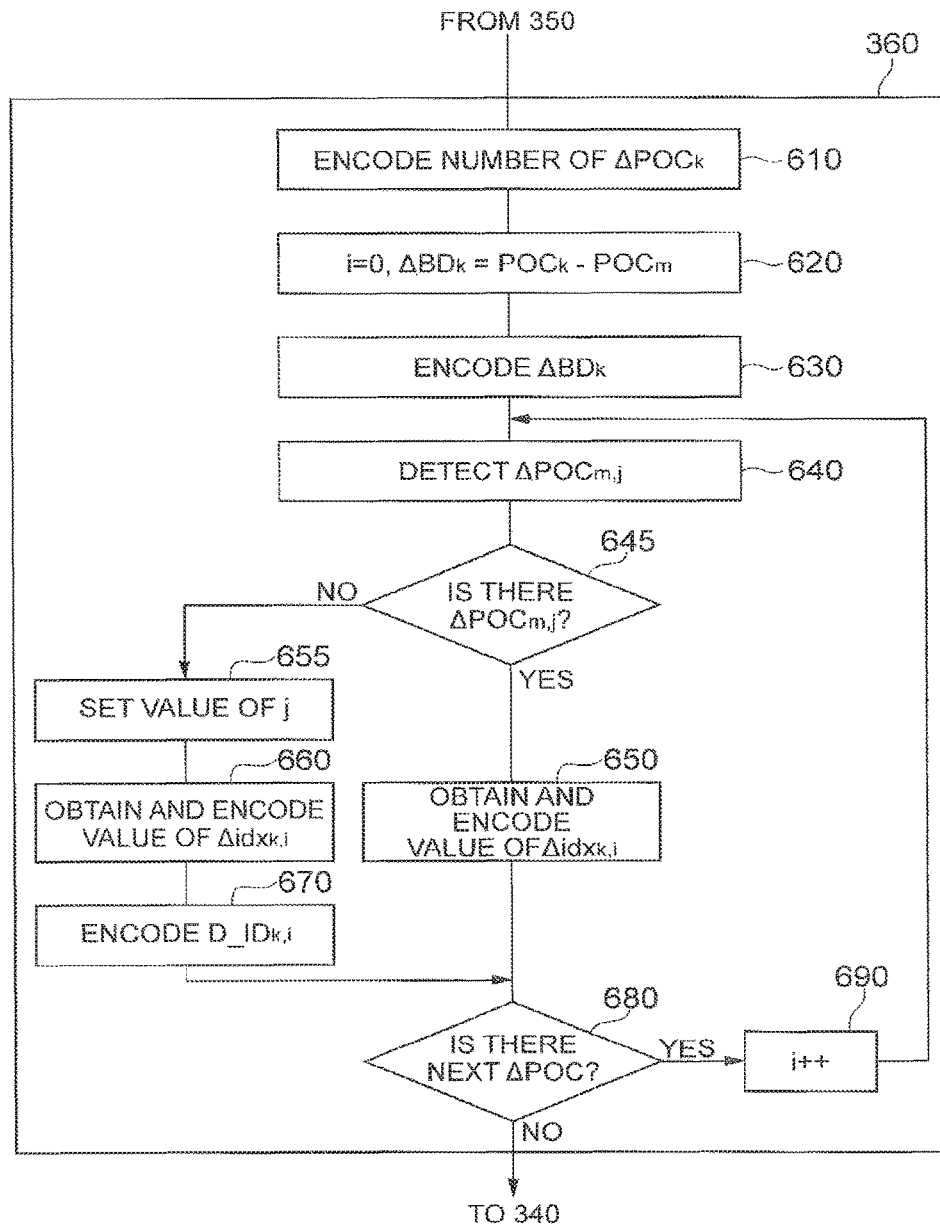 FROM 350
360
ENCODE NUMBER OF ΔPOCk
610
i=0, ΔBDk = POCk - POCm
620
ENCODE ΔBDk
630
DETECT ΔPOCm,j
640
645
NO
IS THERE
ΔPOCm,j?
YES
655
SET VALUE OF j
660
OBTAIN AND ENCODE
VALUE OF Δidxk,i
650
OBTAIN AND
ENCODE
VALUE OFΔidxk,i
670
ENCODE D_IDk,i
680
IS THERE
NEXT ΔPOC?
YES
690
i++
NO
TO 340